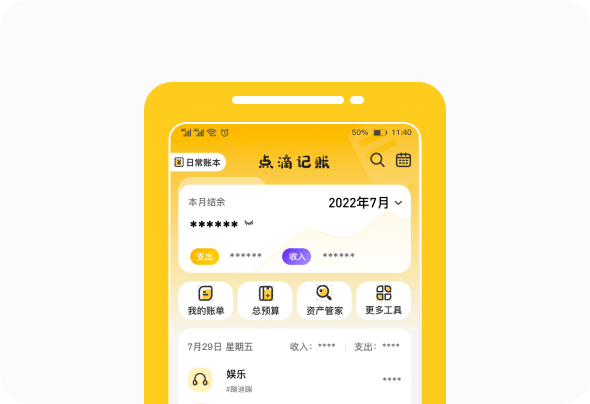 50% 11:40
日常账本 点滴记账
本月结余 2022年7月
******
支出 ****** 收入 ******
我的账单 总预算 资产管家 更多工具
7月29日 星期五 收入：**** 支出：****
娱乐 ****
#蹦迪蹦